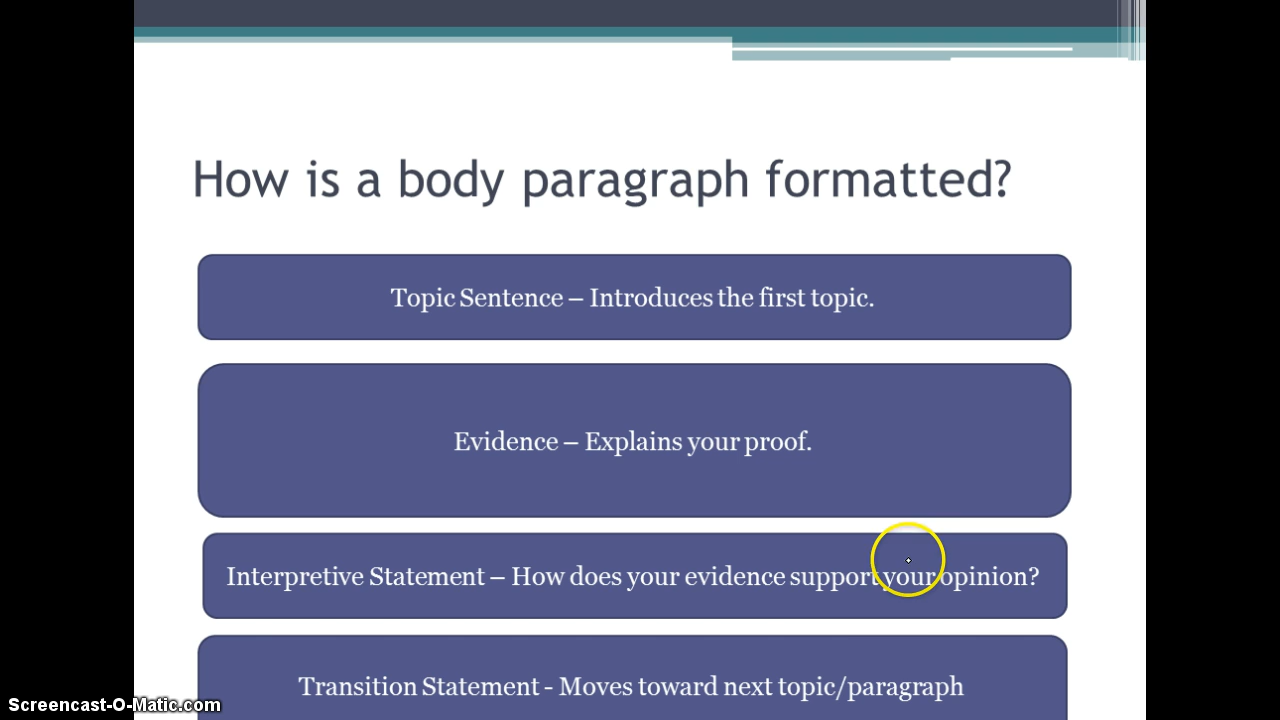 How is a body paragraph formatted?
Topic Sentence – Introduces the first topic.
Evidence – Explains your proof.
Interpretive Statement – How does your evidence support your opinion?
Transition Statement - Moves toward next topic/paragraph
Screencast-O-Matic.com